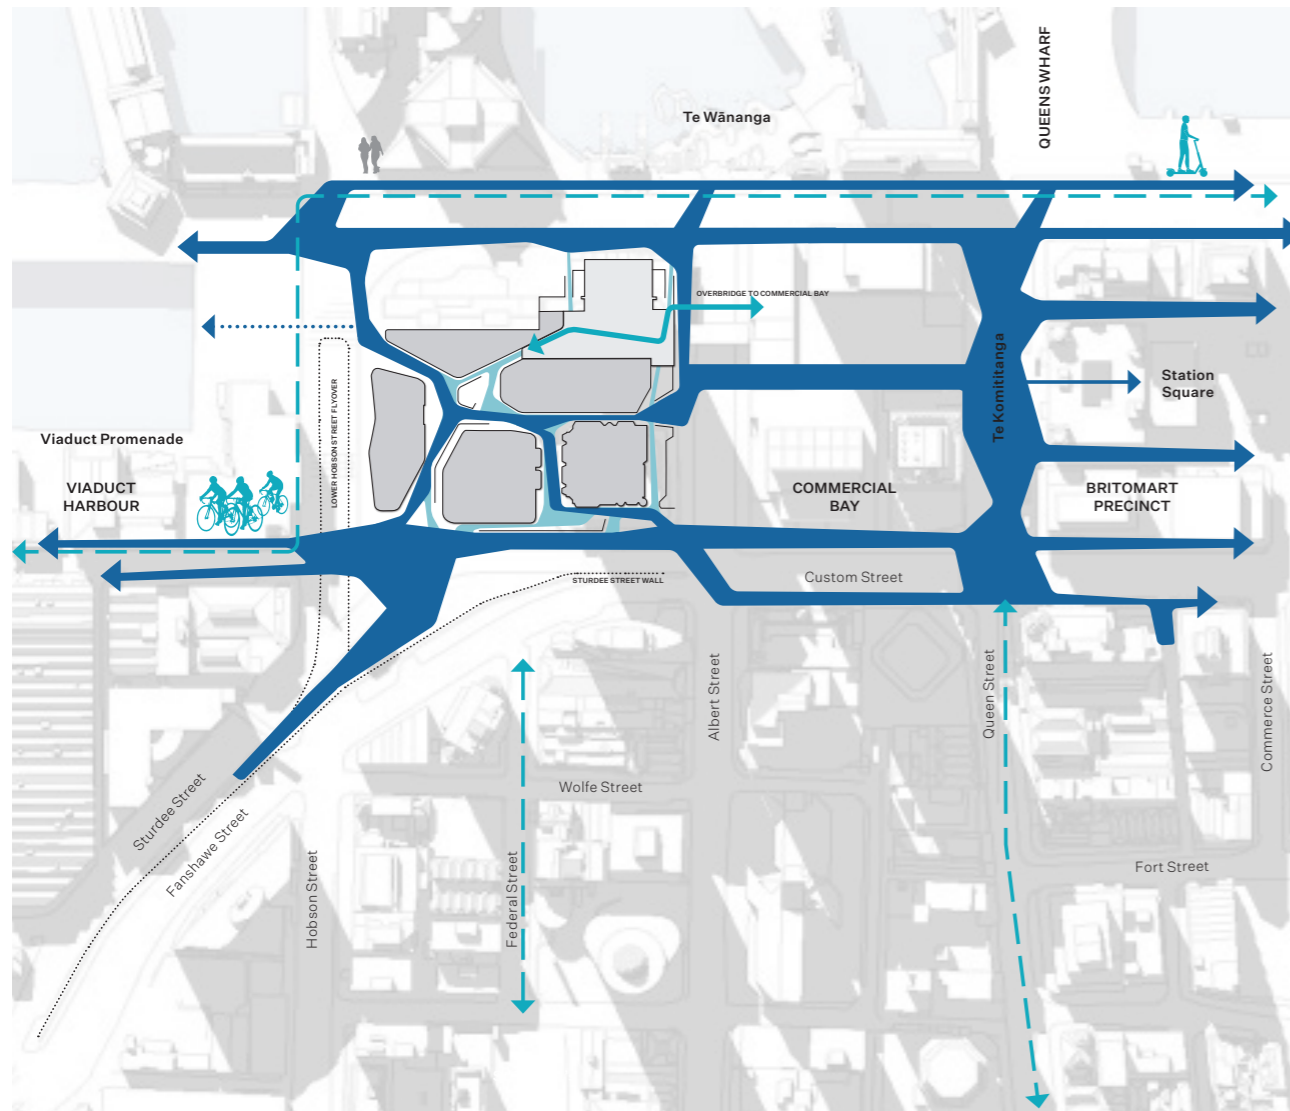 QUEENS WHARF
Te Wānanga
OVERBRIDGE TO COMMERCIAL BAY
Te Komititanga
Station
Square
LOWER HOBSON STREET FLYOVER
Viaduct Promenade
VIADUCT
HARBOUR
COMMERCIAL
BAY
BRITOMART
PRECINCT
STURDEE STREET WALL
Custom Street
Albert Street
Queen Street
Commerce Street
Wolfe Street
Sturdee Street
Fanshawe Street
Hobson Street
Federal Street
Fort Street